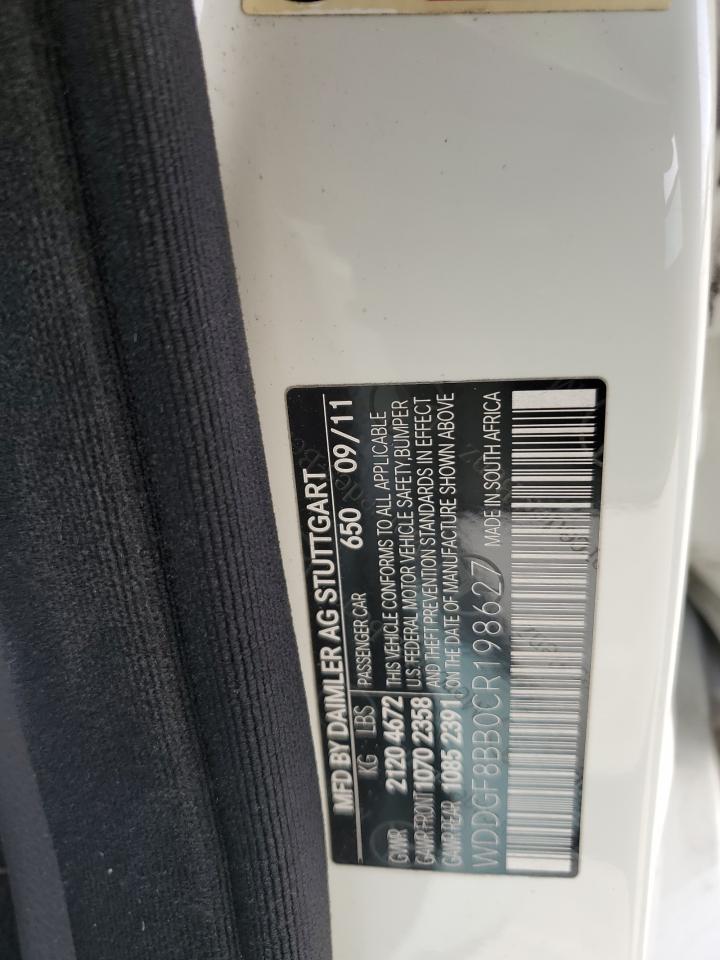 MFD BY DAIMLER AG STUTTGART
KG LBS PASSENGER CAR 650 09/11
GVWR 2120 4672 THIS VEHICLE CONFORMS TO ALL APPLICABLE
GAWR FRONT 1070 2358 U.S. FEDERAL MOTOR VEHICLE SAFETY, BUMPER
GAWR REAR 1085 2391 AND THEFT PREVENTION STANDARDS IN EFFECT
ON THE DATE OF MANUFACTURE SHOWN ABOVE
WDDGF8BB0CR198627 MADE IN SOUTH AFRICA